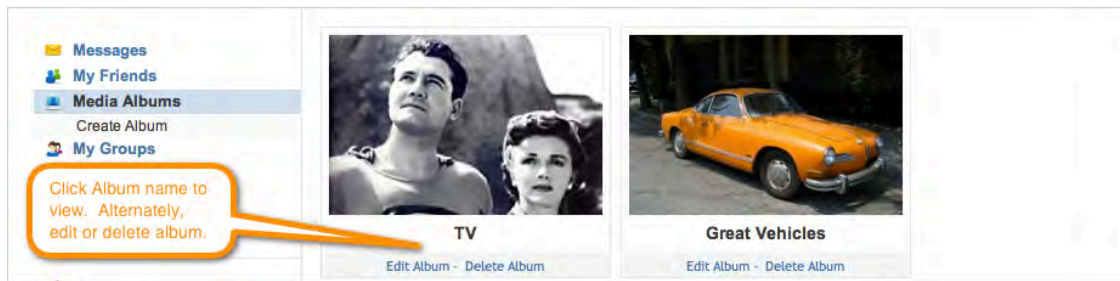 Messages
My Friends
Media Albums
Create Album
My Groups
Click Album name to
view. Alternately,
edit or delete album.
TV
Edit Album - Delete Album
Great Vehicles
Edit Album - Delete Album